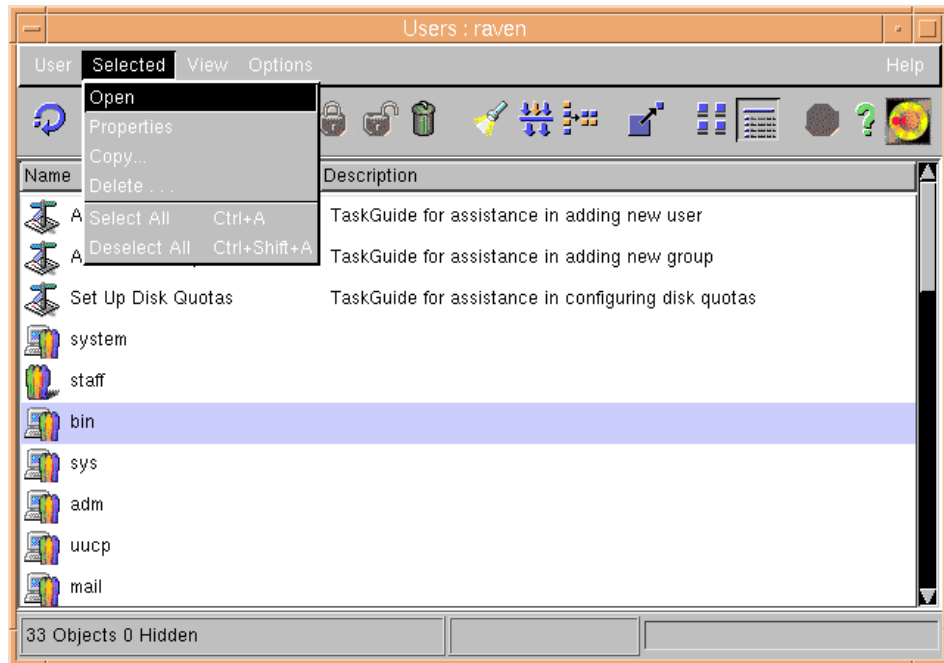 Users : raven
User Selected View Options Help
Open
Properties
Copy...
Delete . . .
Select All Ctrl+A
Deselect All Ctrl+Shift+A
Name Description
A TaskGuide for assistance in adding new user
A TaskGuide for assistance in adding new group
Set Up Disk Quotas TaskGuide for assistance in configuring disk quotas
system
staff
bin
sys
adm
uucp
mail
33 Objects 0 Hidden